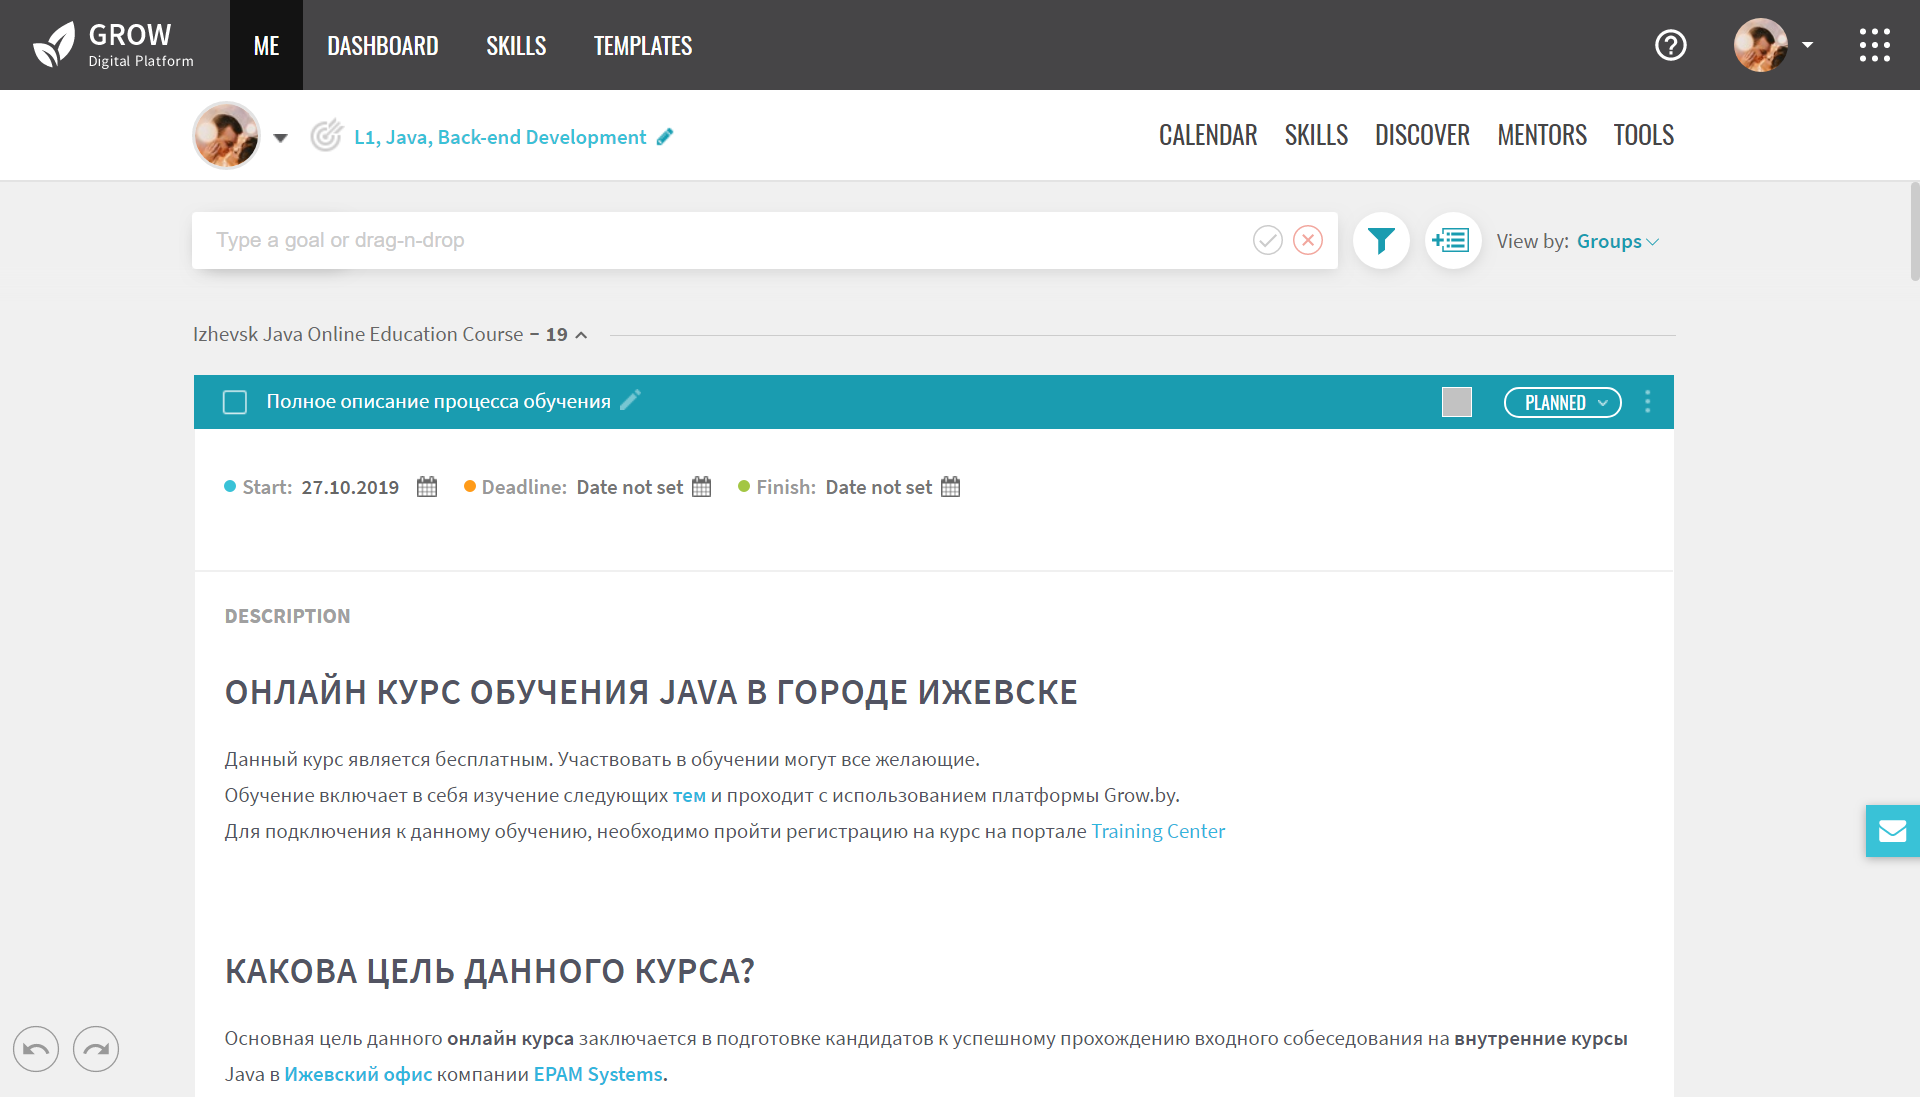 GROW
Digital Platform
ME
DASHBOARD
SKILLS
TEMPLATES
L1, Java, Back-end Development
CALENDAR
SKILLS
DISCOVER
MENTORS
TOOLS
Type a goal or drag-n-drop
View by: Groups
Izhevsk Java Online Education Course – 19
Полное описание процесса обучения
PLANNED
Start: 27.10.2019
Deadline: Date not set
Finish: Date not set
DESCRIPTION
ОНЛАЙН КУРС ОБУЧЕНИЯ JAVA В ГОРОДЕ ИЖЕВСКЕ
Данный курс является бесплатным. Участвовать в обучении могут все желающие.
Обучение включает в себя изучение следующих тем и проходит с использованием платформы Grow.by.
Для подключения к данному обучению, необходимо пройти регистрацию на курс на портале Training Center
КАКОВА ЦЕЛЬ ДАННОГО КУРСА?
Основная цель данного онлайн курса заключается в подготовке кандидатов к успешному прохождению входного собеседования на внутренние курсы
Java в Ижевский офис компании EPAM Systems.